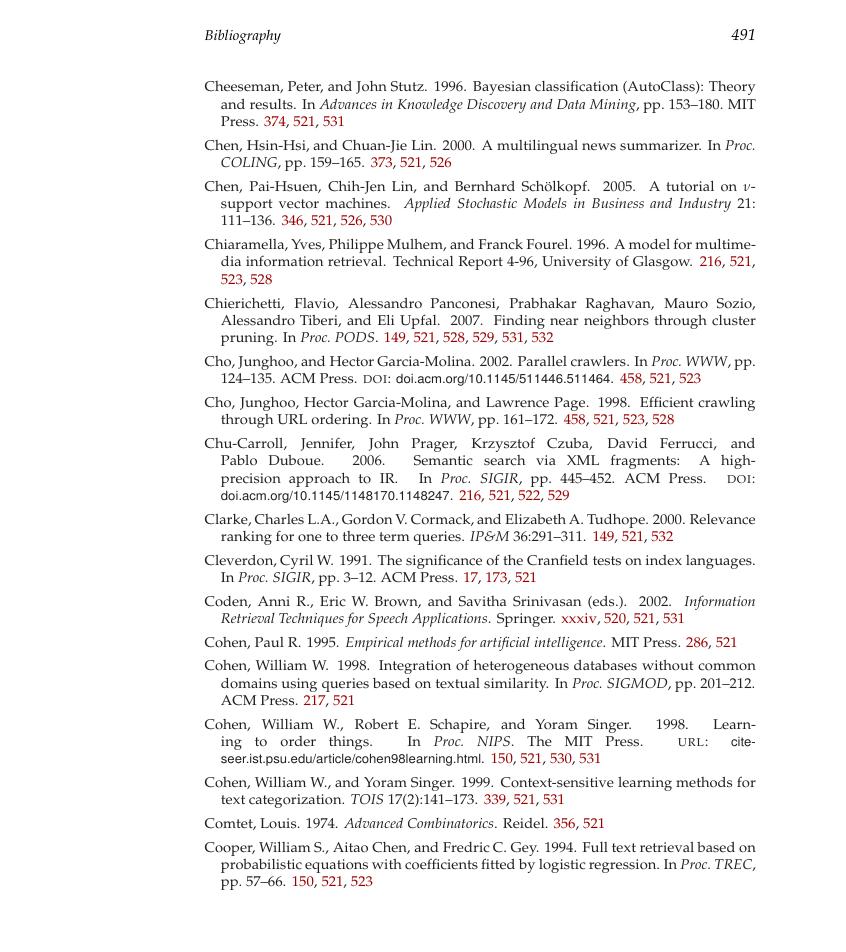 Bibliography 491
Cheeseman, Peter, and John Stutz. 1996. Bayesian classification (AutoClass): Theory
and results. In Advances in Knowledge Discovery and Data Mining, pp. 153–180. MIT
Press. 374, 521, 531
Chen, Hsin-Hsi, and Chuan-Jie Lin. 2000. A multilingual news summarizer. In Proc.
COLING, pp. 159–165. 373, 521, 526
Chen, Pai-Hsuen, Chih-Jen Lin, and Bernhard Schölkopf. 2005. A tutorial on ν-
support vector machines. Applied Stochastic Models in Business and Industry 21:
111–136. 346, 521, 526, 530
Chiaramella, Yves, Philippe Mulhem, and Franck Fourel. 1996. A model for multime-
dia information retrieval. Technical Report 4-96, University of Glasgow. 216, 521,
523, 528
Chierichetti, Flavio, Alessandro Panconesi, Prabhakar Raghavan, Mauro Sozio,
Alessandro Tiberi, and Eli Upfal. 2007. Finding near neighbors through cluster
pruning. In Proc. PODS. 149, 521, 528, 529, 531, 532
Cho, Junghoo, and Hector Garcia-Molina. 2002. Parallel crawlers. In Proc. WWW, pp.
124–135. ACM Press. DOI: doi.acm.org/10.1145/511446.511464. 458, 521, 523
Cho, Junghoo, Hector Garcia-Molina, and Lawrence Page. 1998. Efficient crawling
through URL ordering. In Proc. WWW, pp. 161–172. 458, 521, 523, 528
Chu-Carroll, Jennifer, John Prager, Krzysztof Czuba, David Ferrucci, and
Pablo Duboue. 2006. Semantic search via XML fragments: A high-
precision approach to IR. In Proc. SIGIR, pp. 445–452. ACM Press. DOI:
doi.acm.org/10.1145/1148170.1148247. 216, 521, 522, 529
Clarke, Charles L.A., Gordon V. Cormack, and Elizabeth A. Tudhope. 2000. Relevance
ranking for one to three term queries. IP&M 36:291–311. 149, 521, 532
Cleverdon, Cyril W. 1991. The significance of the Cranfield tests on index languages.
In Proc. SIGIR, pp. 3–12. ACM Press. 17, 173, 521
Coden, Anni R., Eric W. Brown, and Savitha Srinivasan (eds.). 2002. Information
Retrieval Techniques for Speech Applications. Springer. xxxiv, 520, 521, 531
Cohen, Paul R. 1995. Empirical methods for artificial intelligence. MIT Press. 286, 521
Cohen, William W. 1998. Integration of heterogeneous databases without common
domains using queries based on textual similarity. In Proc. SIGMOD, pp. 201–212.
ACM Press. 217, 521
Cohen, William W., Robert E. Schapire, and Yoram Singer. 1998. Learn-
ing to order things. In Proc. NIPS. The MIT Press. URL: cite-
seer.ist.psu.edu/article/cohen98learning.html. 150, 521, 530, 531
Cohen, William W., and Yoram Singer. 1999. Context-sensitive learning methods for
text categorization. TOIS 17(2):141–173. 339, 521, 531
Comtet, Louis. 1974. Advanced Combinatorics. Reidel. 356, 521
Cooper, William S., Aitao Chen, and Fredric C. Gey. 1994. Full text retrieval based on
probabilistic equations with coefficients fitted by logistic regression. In Proc. TREC,
pp. 57–66. 150, 521, 523